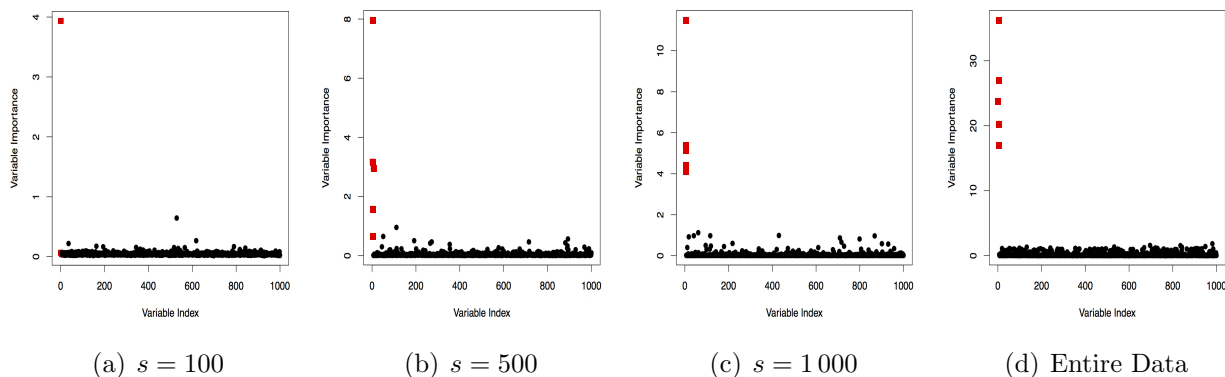 4
3
2
1
0
Variable Importance
0 200 400 600 800 1000
Variable Index
(a) s = 100
8
6
4
2
0
Variable Importance
0 200 400 600 800 1000
Variable Index
(b) s = 500
10
8
6
4
2
0
Variable Importance
0 200 400 600 800 1000
Variable Index
(c) s = 1 000
30
20
10
0
Variable Importance
0 200 400 600 800 1000
Variable Index
(d) Entire Data